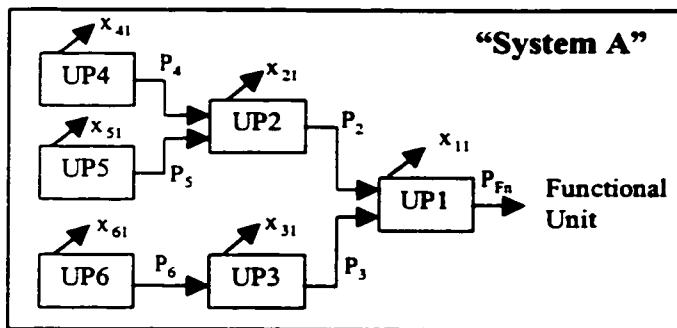 “System A”
X41
UP4
P4
X21
UP2
P2
X51
UP5
P5
X11
UP1
PFn
Functional
Unit
X61
UP6
P6
X31
UP3
P3